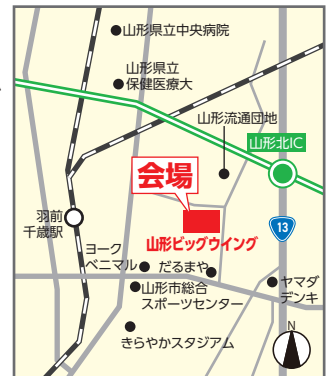 山形県立中央病院
山形県立
保健医療大
山形流通団地
山形北IC
会場
羽前
千歳駅
山形ビッグウイング
13
ヨーク
ベニマル
だるまや
山形市総合
スポーツセンター
ヤマダ
デンキ
きらやかスタジアム
N